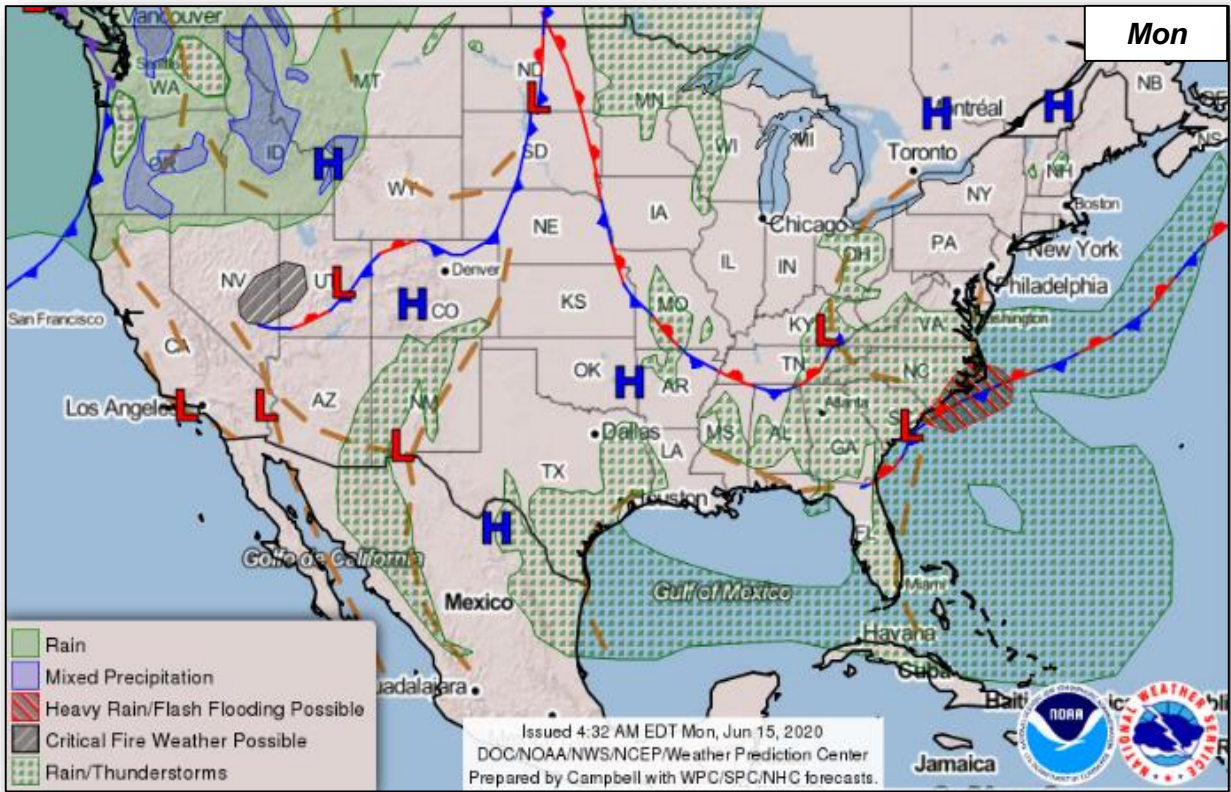 Mon
Vancouver
NB
Seattle
WA
MT
ND
MN
Montréal
NS
OR
ID
SD
WI
MI
Toronto
NH
WY
NY
Boston
IA
Chicago
NE
PA
New York
NV
UT
Denver
IL
IN
OH
Philadelphia
San Francisco
CO
KS
MO
KY
VA
Washington
CA
OK
TN
NC
Los Angeles
AZ
NM
AR
Atlanta
SC
Dallas
MS
AL
GA
LA
TX
Houston
FL
Golfo de California
Gulf of Mexico
Miami
Mexico
Havana
Cuba
Guadalajara
Haiti
Jamaica
H
H
H
H
H
H
L
L
L
L
L
L
L
Rain
Mixed Precipitation
Heavy Rain/Flash Flooding Possible
Critical Fire Weather Possible
Rain/Thunderstorms
Issued 4:32 AM EDT Mon, Jun 15, 2020
DOC/NOAA/NWS/NCEP/Weather Prediction Center
Prepared by Campbell with WPC/SPC/NHC forecasts.
NOAA
NATIONAL WEATHER SERVICE